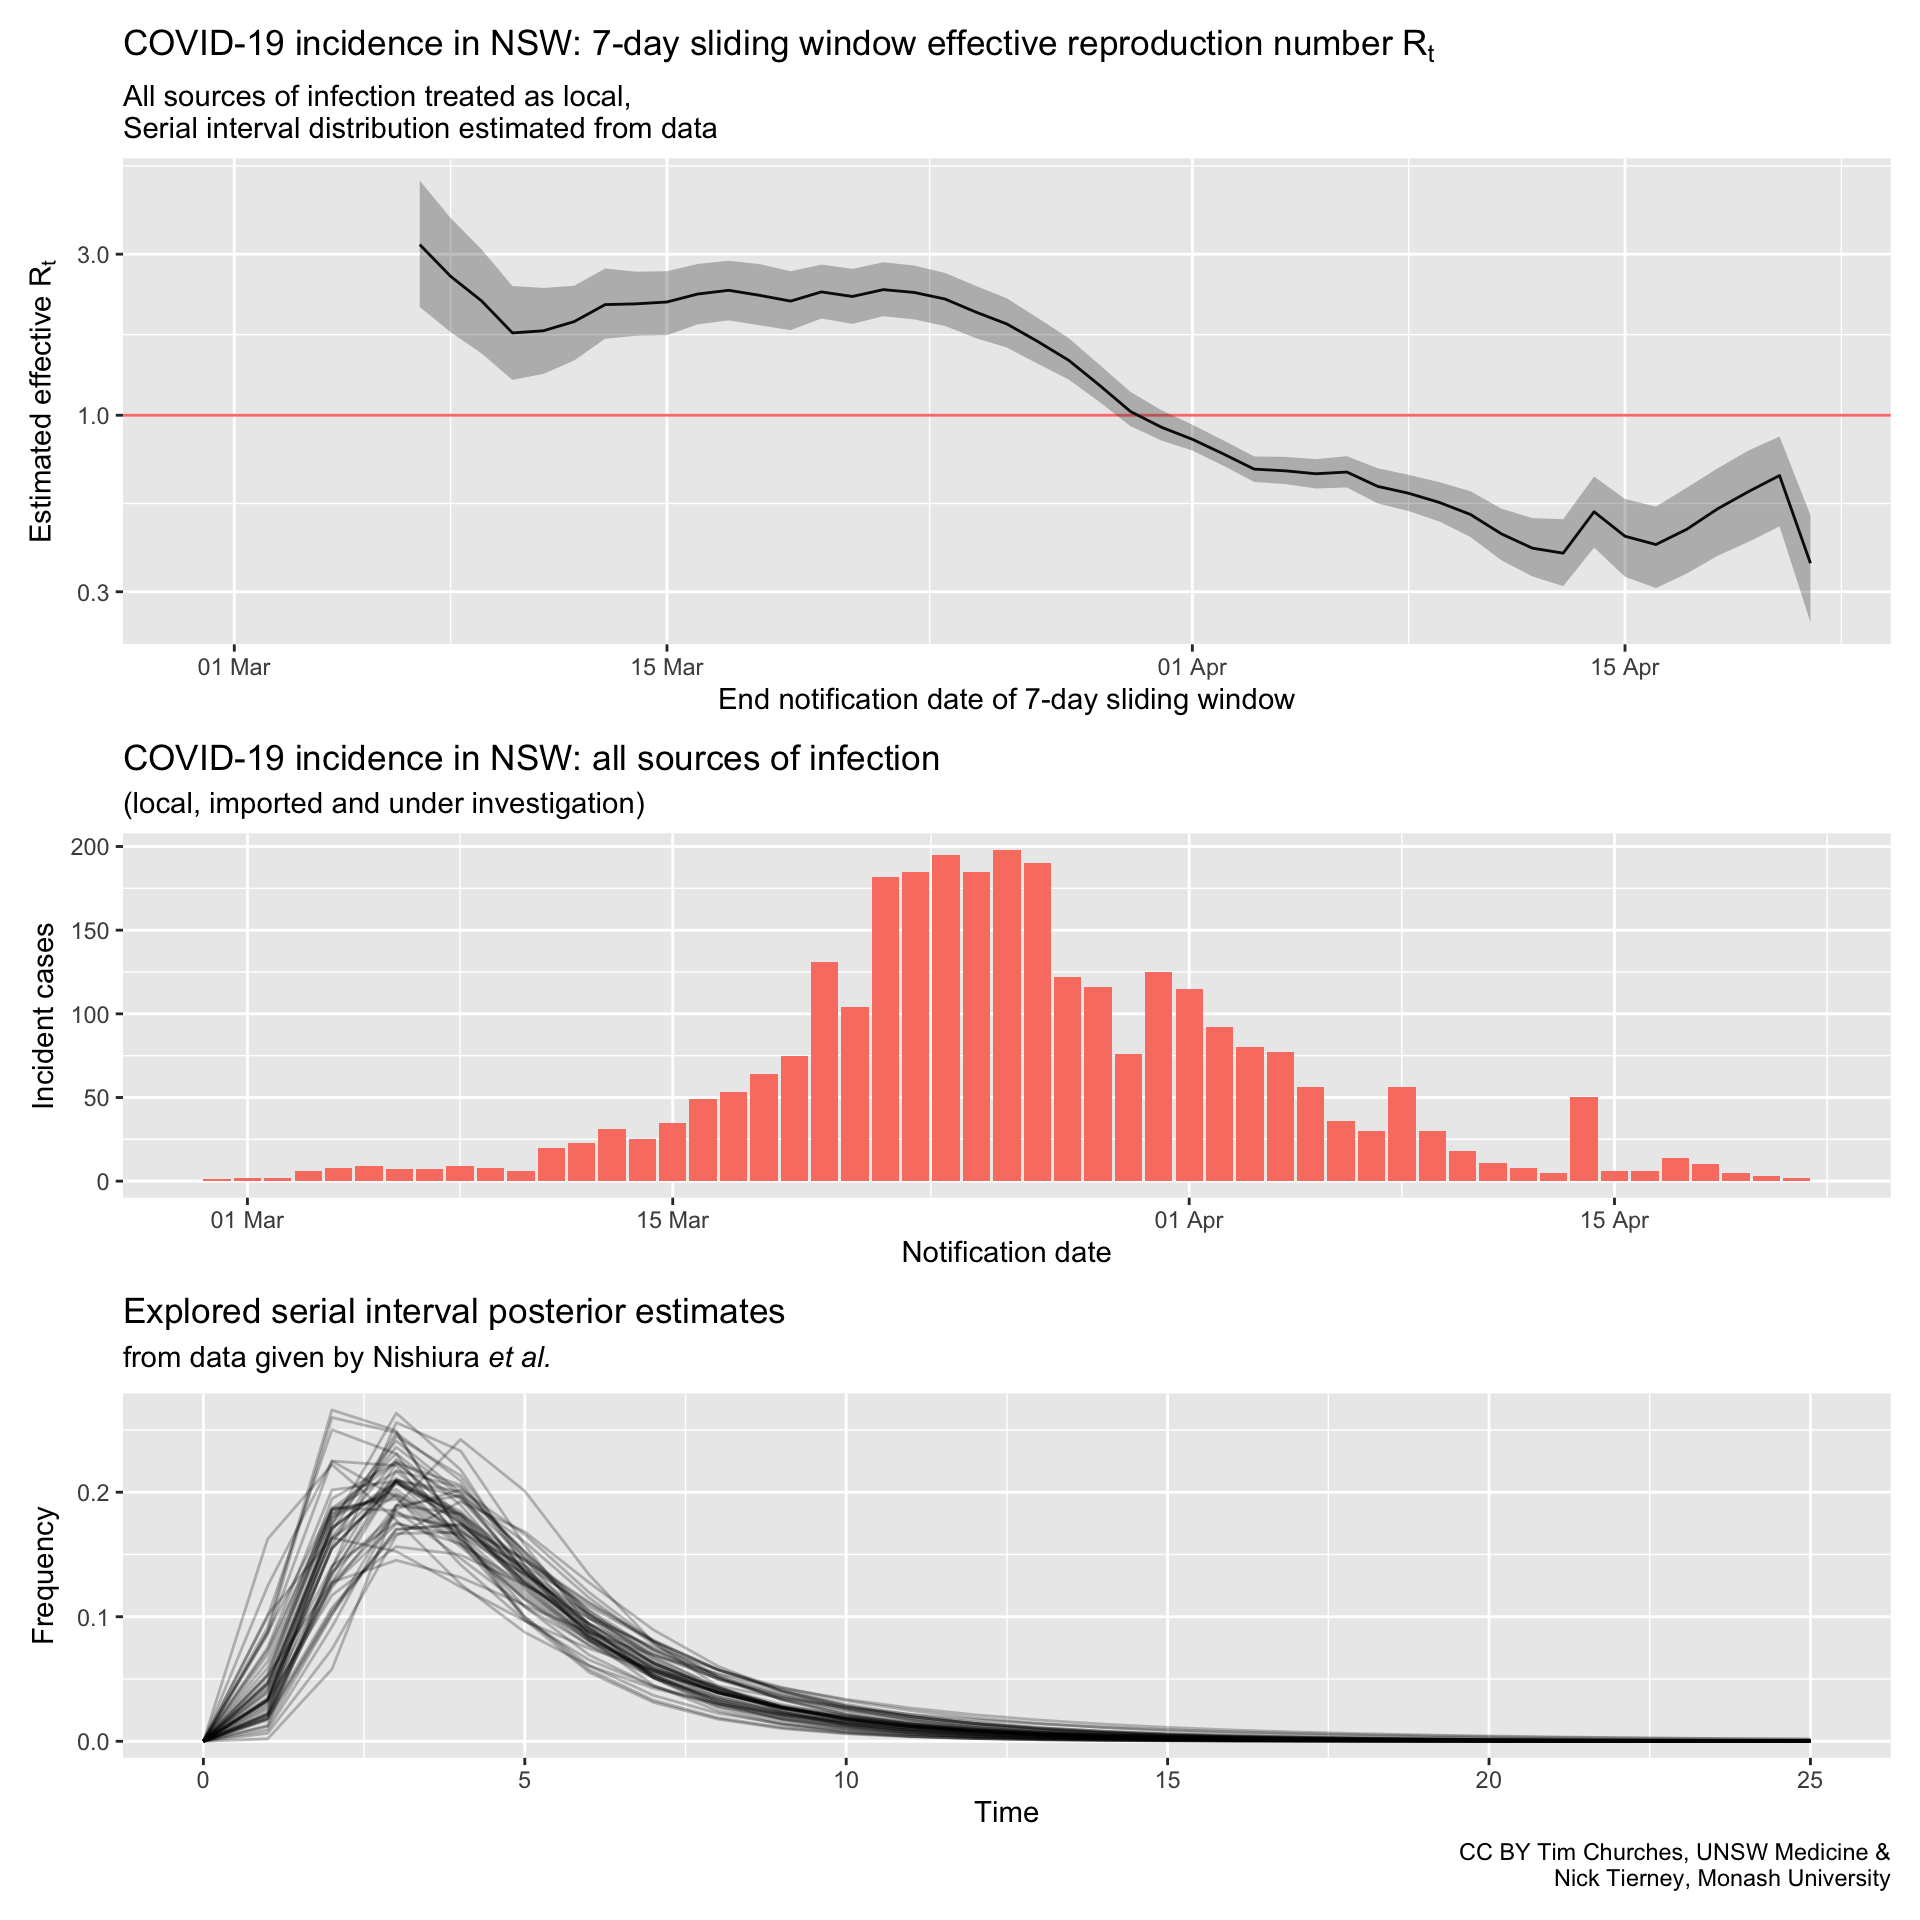 COVID-19 incidence in NSW: 7-day sliding window effective reproduction number Rt
All sources of infection treated as local,
Serial interval distribution estimated from data
Estimated effective Rt
3.0
1.0
0.3
01 Mar 15 Mar 01 Apr 15 Apr
End notification date of 7-day sliding window
COVID-19 incidence in NSW: all sources of infection
(local, imported and under investigation)
Incident cases
200
150
100
50
0
01 Mar 15 Mar 01 Apr 15 Apr
Notification date
Explored serial interval posterior estimates
from data given by Nishiura et al.
Frequency
0.2
0.1
0.0
0 5 10 15 20 25
Time
CC BY Tim Churches, UNSW Medicine &
Nick Tierney, Monash University